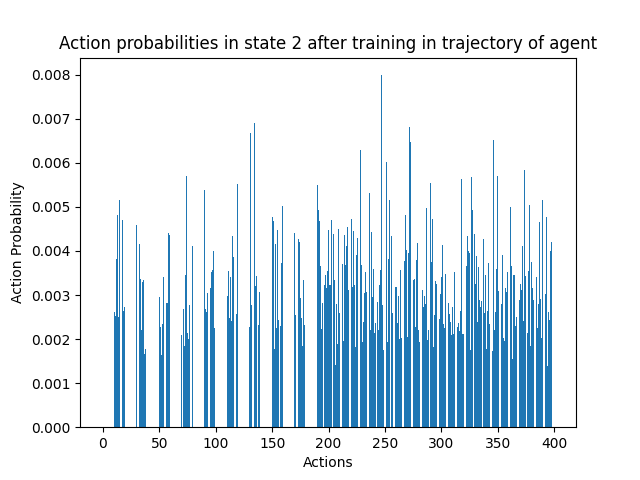 Action probabilities in state 2 after training in trajectory of agent
0.008
0.007
0.006
0.005
0.004
0.003
0.002
0.001
0.000
Action Probability
0 50 100 150 200 250 300 350 400
Actions